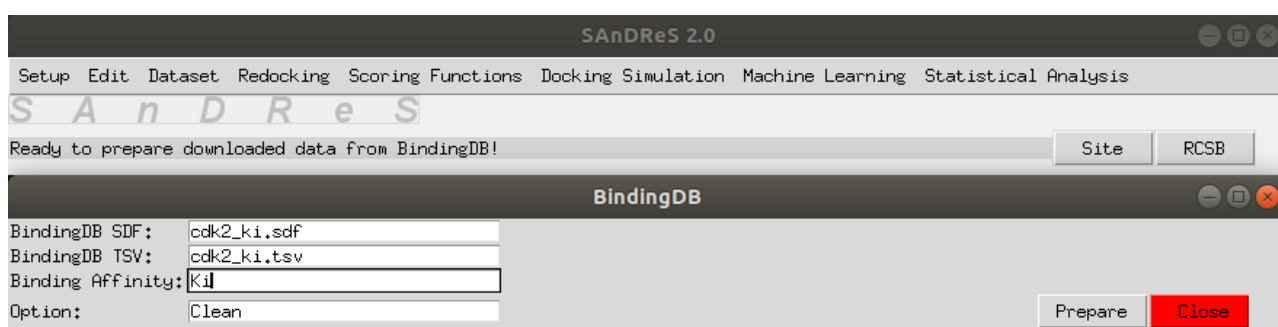 SAnDReS 2.0
Setup Edit Dataset Redocking Scoring Functions Docking Simulation Machine Learning Statistical Analysis
S A n D R e S
Ready to prepare downloaded data from BindingDB! Site RCSB
BindingDB
BindingDB SDF: cdk2_ki.sdf
BindingDB TSV: cdk2_ki.tsv
Binding Affinity: Ki
Option: Clean Prepare Close